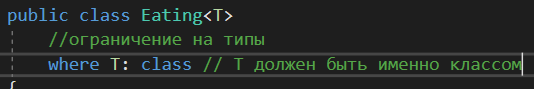 public class Eating<T>
//ограничение на типы
where T: class // T должен быть именно классом
{